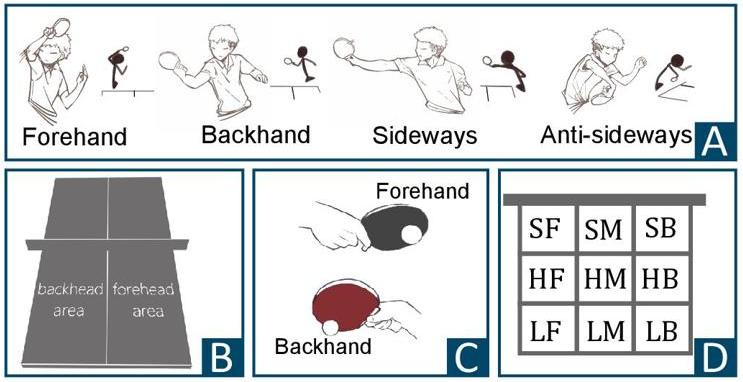 Forehand Backhand Sideways Anti-sideways
A
backhead forehead
area area
B
Forehand
Backhand
C
SF SM SB
HF HM HB
LF LM LB
D